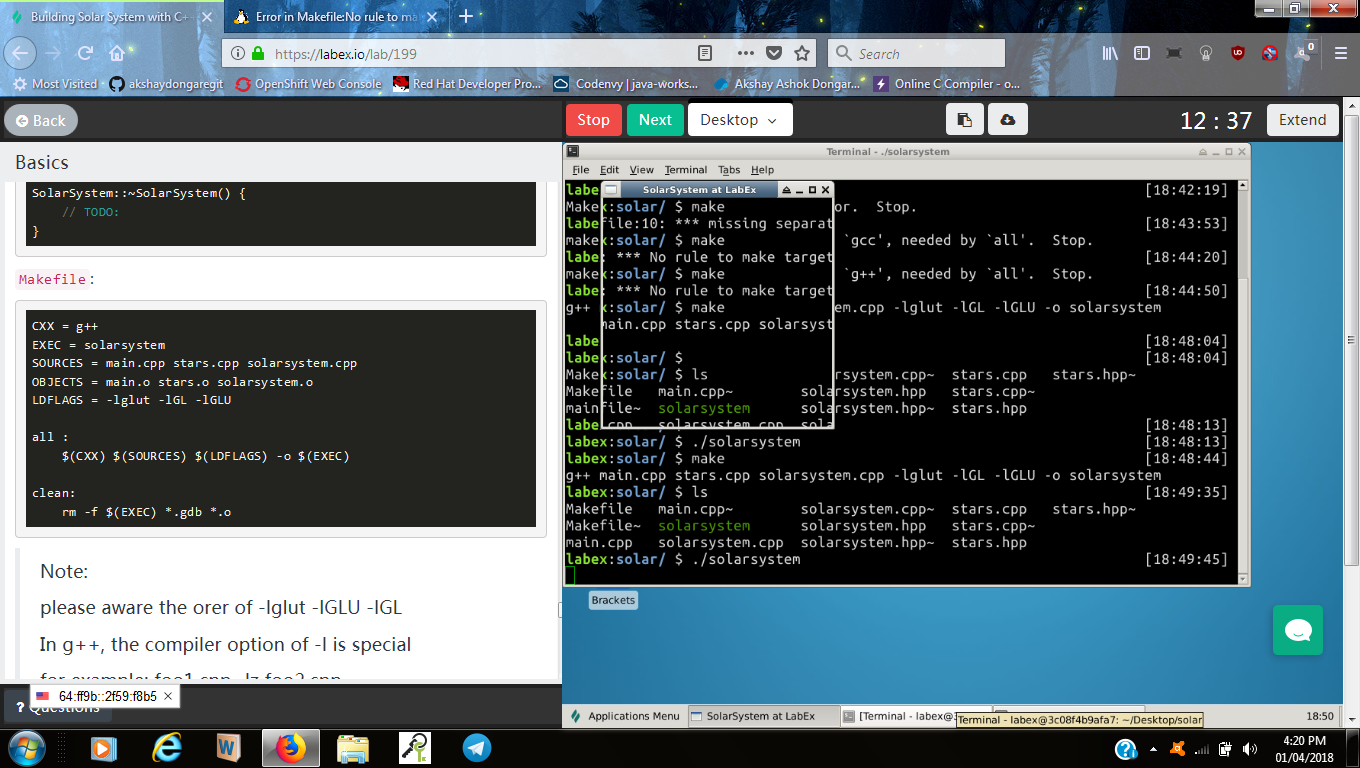 Building Solar System with C++
Error in Makefile:No rule to ma
https://labex.io/lab/199
Search
Most Visited
akshaydongaregit
OpenShift Web Console
Red Hat Developer Pro...
Codenvy | java-works...
Akshay Ashok Dongar...
Online C Compiler - o...
Back
Stop
Next
Desktop
12 : 37
Extend
Basics
SolarSystem::~SolarSystem() {
// TODO:
}
Makefile:
CXX = g++
EXEC = solarsystem
SOURCES = main.cpp stars.cpp solarsystem.cpp
OBJECTS = main.o stars.o solarsystem.o
LDFLAGS = -lglut -lGL -lGLU
all :
$(CXX) $(SOURCES) $(LDFLAGS) -o $(EXEC)
clean:
rm -f $(EXEC) *.gdb *.o
Note:
please aware the orer of -lglut -lGLU -lGL
In g++, the compiler option of -l is special
for example: foo1.cpp -lz foo2.cpp
? Questions
64:ff9b::2f59:f8b5
Terminal - ./solarsystem
File Edit View Terminal Tabs Help
SolarSystem at LabEx
labe [18:42:19]
Makex:solar/ $ make or. Stop.
labefile:10: *** missing separat [18:43:53]
makex:solar/ $ make `gcc', needed by `all'. Stop.
labe: *** No rule to make target [18:44:20]
makex:solar/ $ make `g++', needed by `all'. Stop.
labe: *** No rule to make target [18:44:50]
g++ x:solar/ $ make em.cpp -lglut -lGL -lGLU -o solarsystem
main.cpp stars.cpp solarsyst
labe [18:48:04]
labex:solar/ $ [18:48:04]
Makex:solar/ $ ls arsystem.cpp~ stars.cpp stars.hpp~
Makefile main.cpp~ solarsystem.hpp stars.cpp~
mainfile~ solarsystem solarsystem.hpp~ stars.hpp
labe.cpp solarsystem.cpp sola [18:48:13]
labex:solar/ $ ./solarsystem [18:48:13]
labex:solar/ $ make [18:48:44]
g++ main.cpp stars.cpp solarsystem.cpp -lglut -lGL -lGLU -o solarsystem
labex:solar/ $ ls [18:49:35]
Makefile main.cpp~ solarsystem.cpp~ stars.cpp stars.hpp~
Makefile~ solarsystem solarsystem.hpp stars.cpp~
main.cpp solarsystem.cpp solarsystem.hpp~ stars.hpp
labex:solar/ $ ./solarsystem [18:49:45]
Brackets
Applications Menu
SolarSystem at LabEx
[Terminal - labex@3
Terminal - labex@3c08f4b9afa7: ~/Desktop/solar
18:50
4:20 PM
01/04/2018